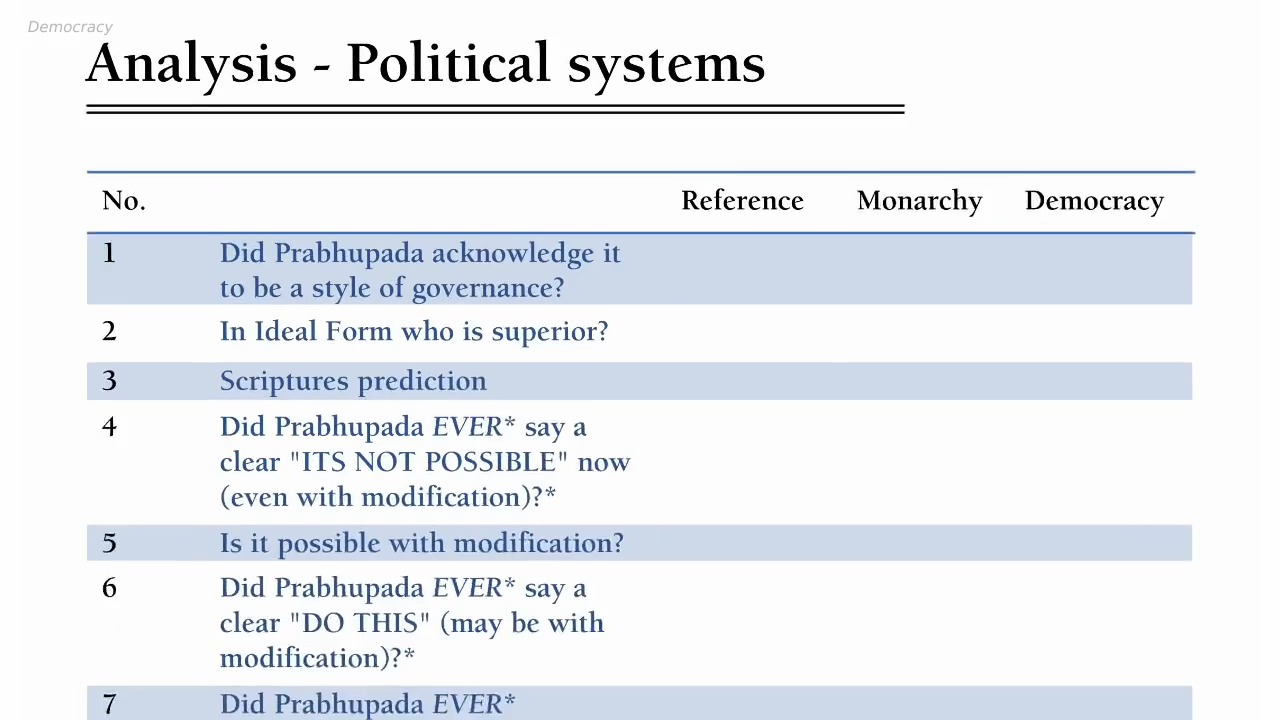 Democracy
Analysis - Political systems
No. Reference Monarchy Democracy
1 Did Prabhupada acknowledge it
to be a style of governance?
2 In Ideal Form who is superior?
3 Scriptures prediction
4 Did Prabhupada EVER* say a
clear "ITS NOT POSSIBLE" now
(even with modification)?*
5 Is it possible with modification?
6 Did Prabhupada EVER* say a
clear "DO THIS" (may be with
modification)?*
7 Did Prabhupada EVER*